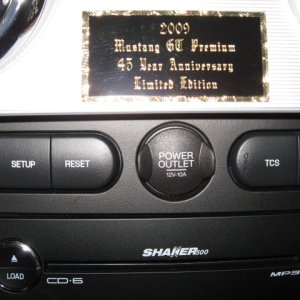 2009
Mustang GT Premium
45 Year Anniversary
Limited Edition
SETUP
RESET
POWER
OUTLET
12V-10A
TCS
SHAKER500
LOAD
CD-6
MP3